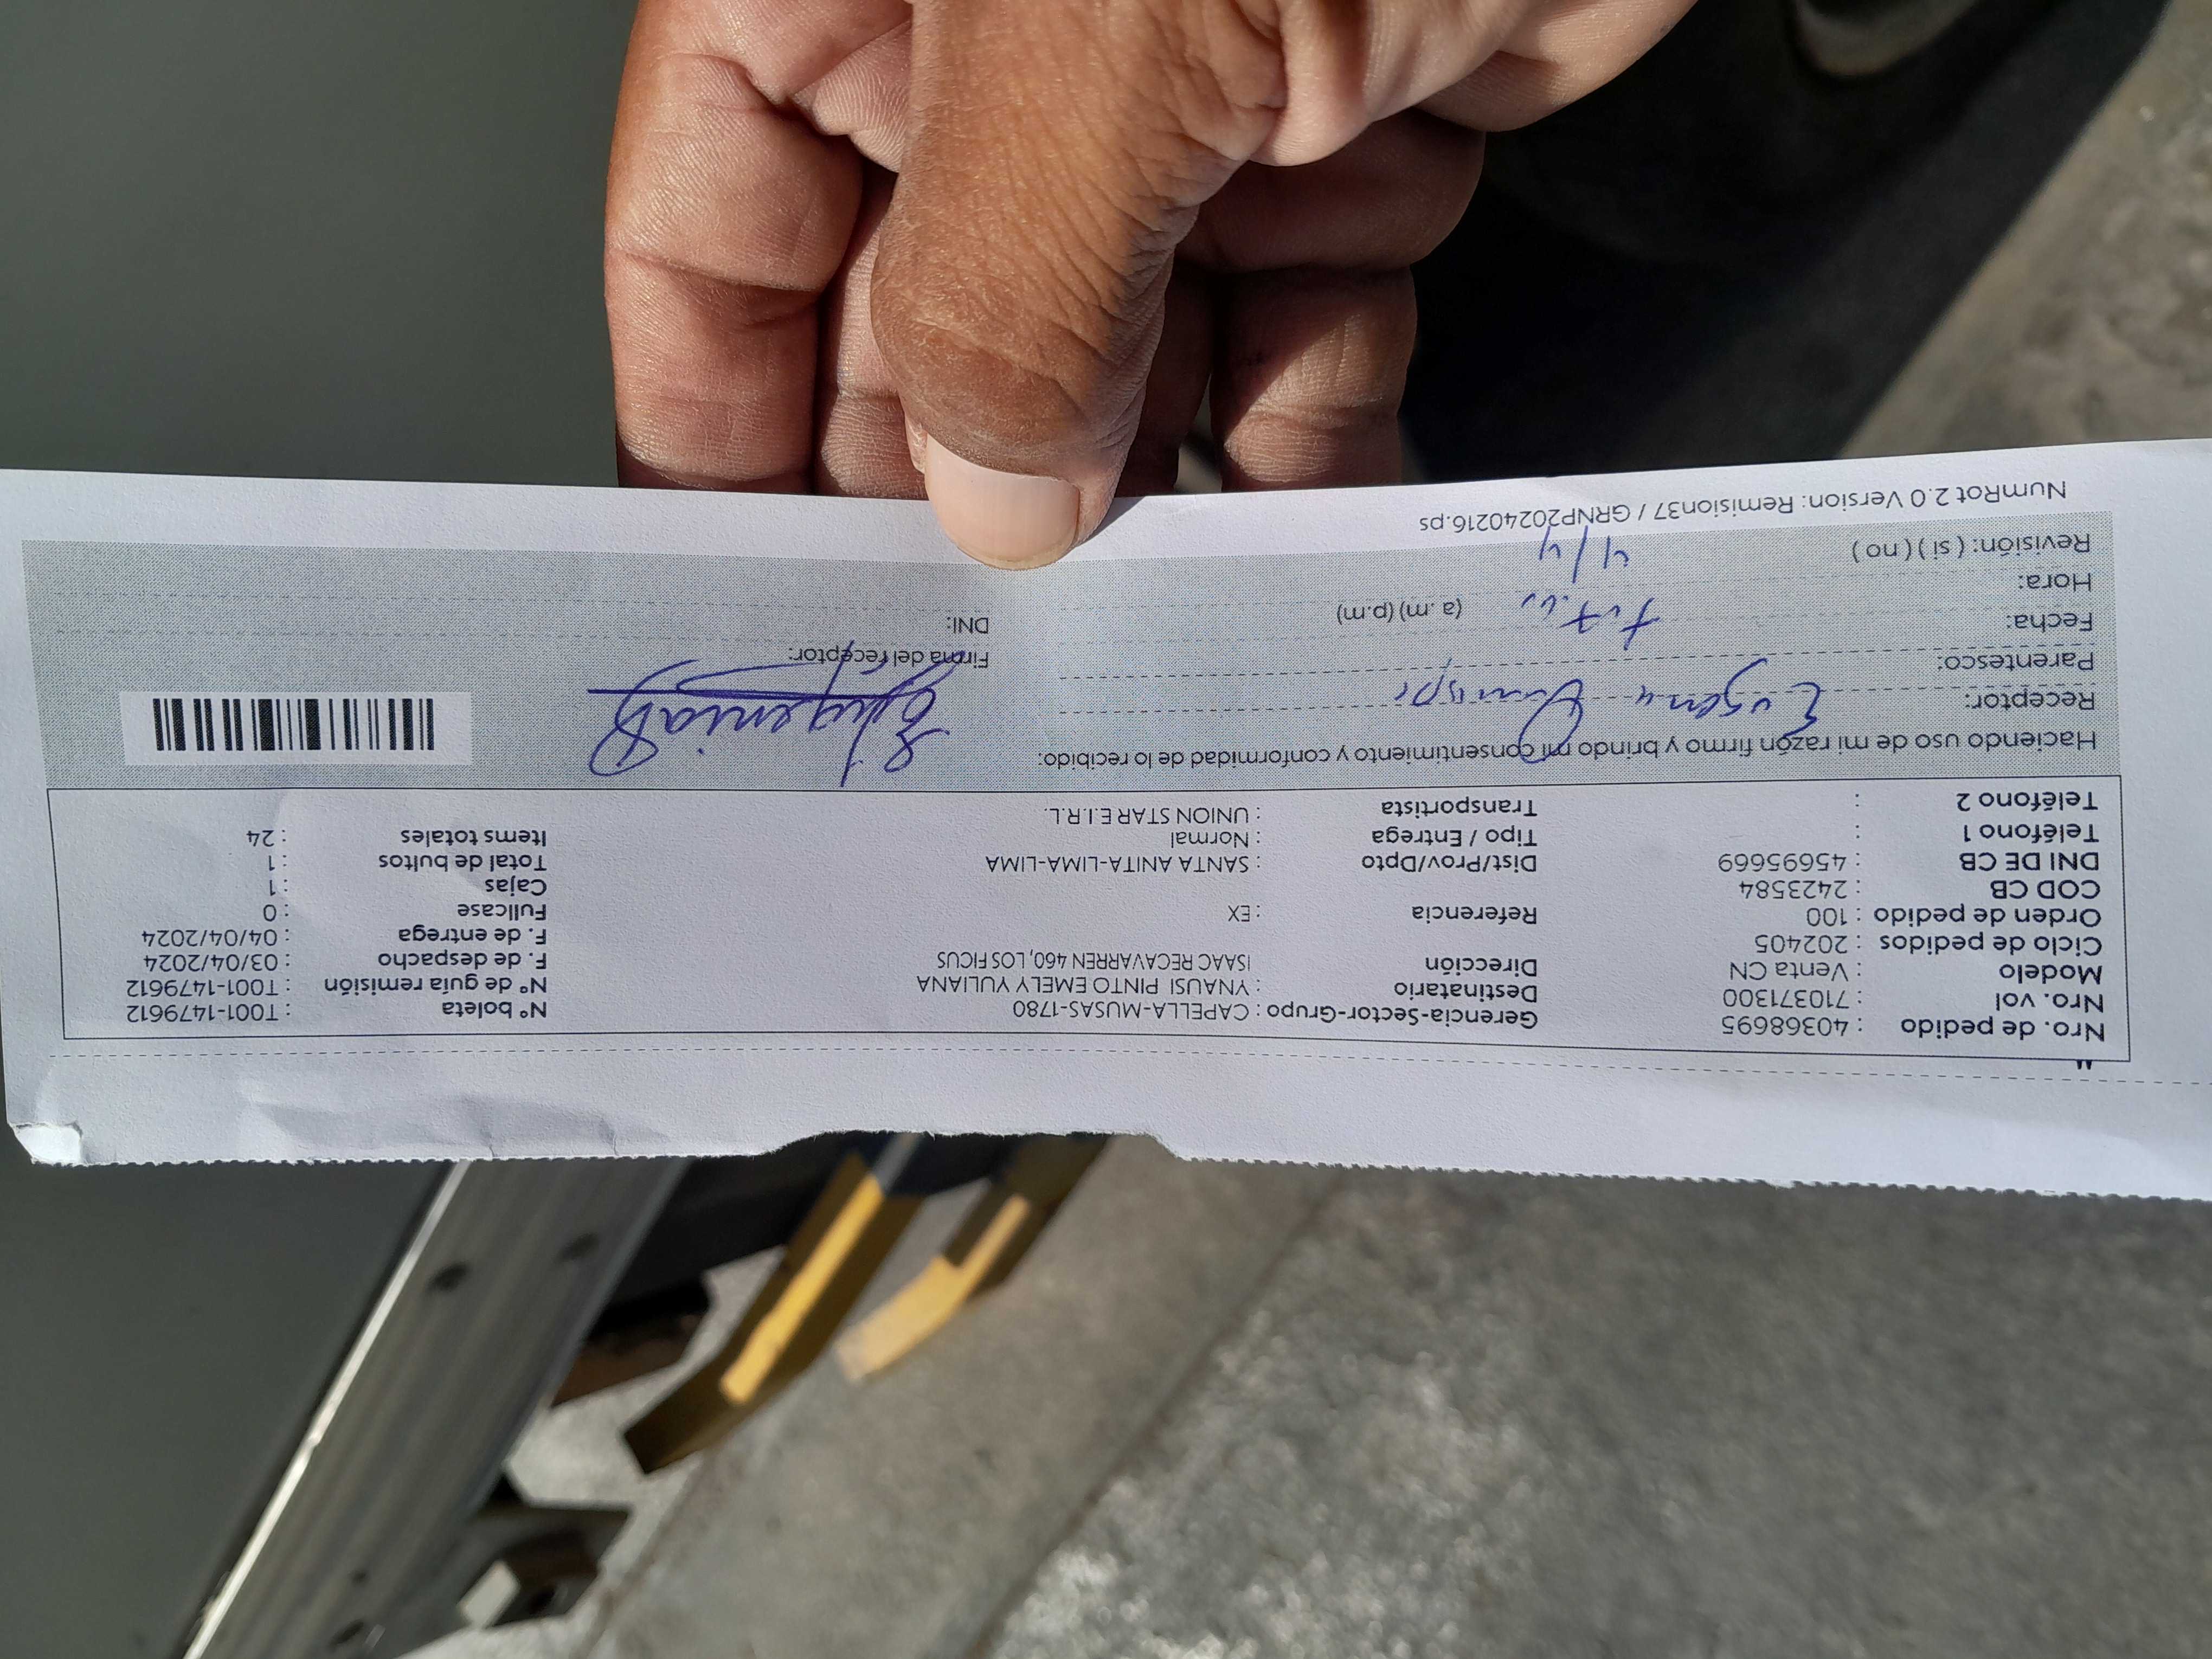 Nro. de pedido : 40368695
Nro. vol : 710371300
Modelo : Venta CN
Ciclo de pedidos : 202405
Orden de pedido : 100
COD CB : 2423584
DNI DE CB : 45695669
Teléfono 1 :
Teléfono 2 :
Gerencia-Sector-Grupo : CAPELLA-MUSAS-1780
Destinatario : YNAUSI PINTO EMELY YULIANA
Dirección ISAAC RECAVARREN 460, LOS FICUS
Referencia : EX
Dist/Prov/Dpto : SANTA ANITA-LIMA-LIMA
Tipo / Entrega : Normal
Transportista : UNION STAR E.I.R.L.
N° boleta : T001-1479612
N° de guía remisión : T001-1479612
F. de despacho : 03/04/2024
F. de entrega : 04/04/2024
Fullcase : 0
Cajas : 1
Total de bultos : 1
Items totales : 24
Haciendo uso de mi razón firmo y brindo mi consentimiento y conformidad de lo recibido:
Receptor:
Parentesco:
Fecha:
Hora: (a.m) (p.m)
Revisión: ( si ) ( no )
4/4
Eugenia
Firma del receptor:
DNI:
NumRot 2.0 Version: Remision37 / GRNP20240216.ps